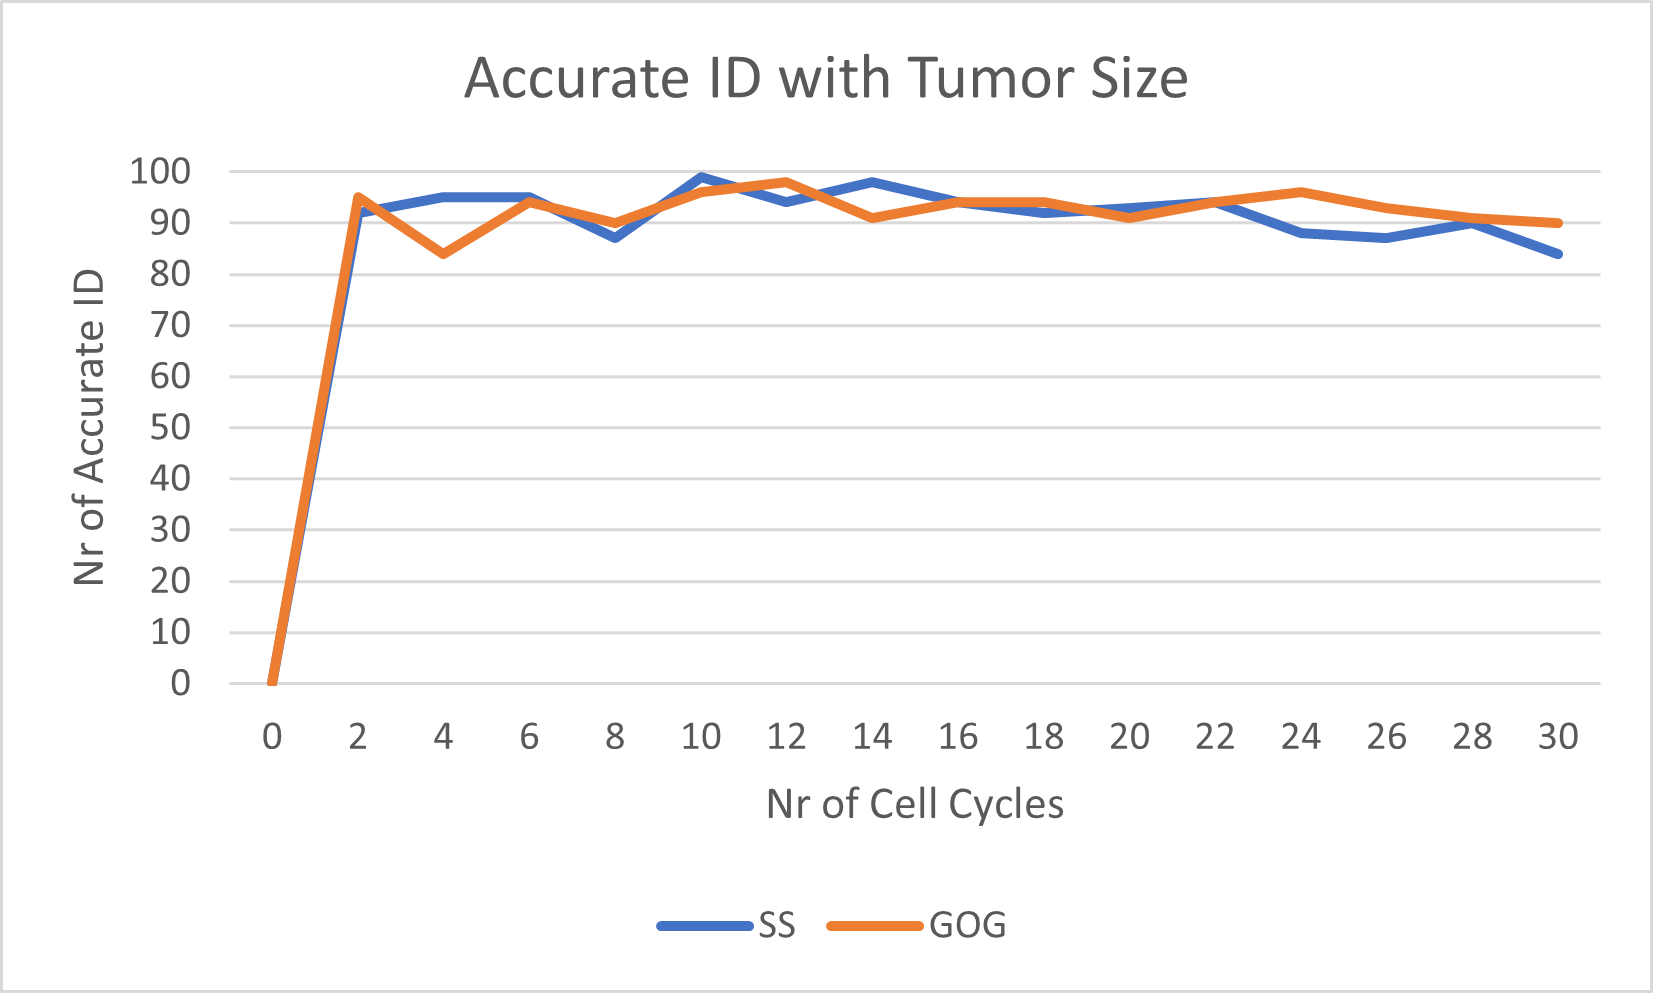 Accurate ID with Tumor Size
Nr of Accurate ID
100
90
80
70
60
50
40
30
20
10
0
0 2 4 6 8 10 12 14 16 18 20 22 24 26 28 30
Nr of Cell Cycles
SS GOG